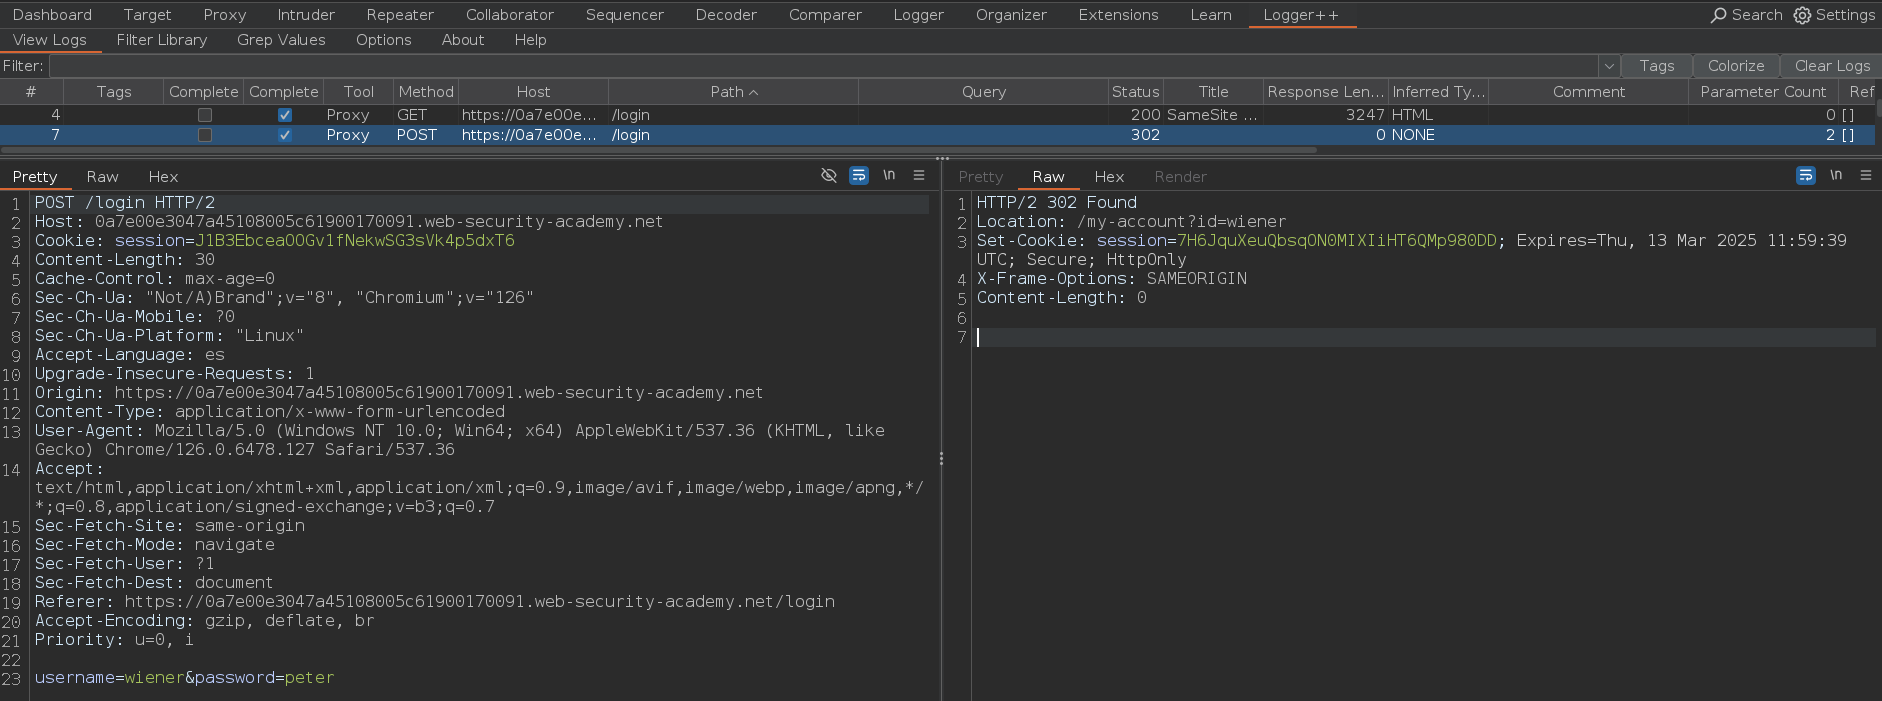 Dashboard Target Proxy Intruder Repeater Collaborator Sequencer Decoder Comparer Logger Organizer Extensions Learn Logger++ Search Settings
View Logs Filter Library Grep Values Options About Help
Filter: Tags Colorize Clear Logs
# Tags Complete Complete Tool Method Host Path Query Status Title Response Len... Inferred Ty... Comment Parameter Count Ref
4 Proxy GET https://0a7e00e... /login 200 SameSite ... 3247 HTML 0 []
7 Proxy POST https://0a7e00e... /login 302 0 NONE 2 []
Pretty Raw Hex \n
1 POST /login HTTP/2
2 Host: 0a7e00e3047a45108005c61900170091.web-security-academy.net
3 Cookie: session=J1B3EbceaOOGv1fNekwSG3sVk4p5dxT6
4 Content-Length: 30
5 Cache-Control: max-age=0
6 Sec-Ch-Ua: "Not/A)Brand";v="8", "Chromium";v="126"
7 Sec-Ch-Ua-Mobile: ?0
8 Sec-Ch-Ua-Platform: "Linux"
9 Accept-Language: es
10 Upgrade-Insecure-Requests: 1
11 Origin: https://0a7e00e3047a45108005c61900170091.web-security-academy.net
12 Content-Type: application/x-www-form-urlencoded
13 User-Agent: Mozilla/5.0 (Windows NT 10.0; Win64; x64) AppleWebKit/537.36 (KHTML, like
Gecko) Chrome/126.0.6478.127 Safari/537.36
14 Accept:
text/html,application/xhtml+xml,application/xml;q=0.9,image/avif,image/webp,image/apng,*/
*;q=0.8,application/signed-exchange;v=b3;q=0.7
15 Sec-Fetch-Site: same-origin
16 Sec-Fetch-Mode: navigate
17 Sec-Fetch-User: ?1
18 Sec-Fetch-Dest: document
19 Referer: https://0a7e00e3047a45108005c61900170091.web-security-academy.net/login
20 Accept-Encoding: gzip, deflate, br
21 Priority: u=0, i
22
23 username=wiener&password=peter
Pretty Raw Hex Render \n
1 HTTP/2 302 Found
2 Location: /my-account?id=wiener
3 Set-Cookie: session=7H6JquXeuQbsqON0MIXIiHT6QMp980DD; Expires=Thu, 13 Mar 2025 11:59:39
UTC; Secure; HttpOnly
4 X-Frame-Options: SAMEORIGIN
5 Content-Length: 0
6
7